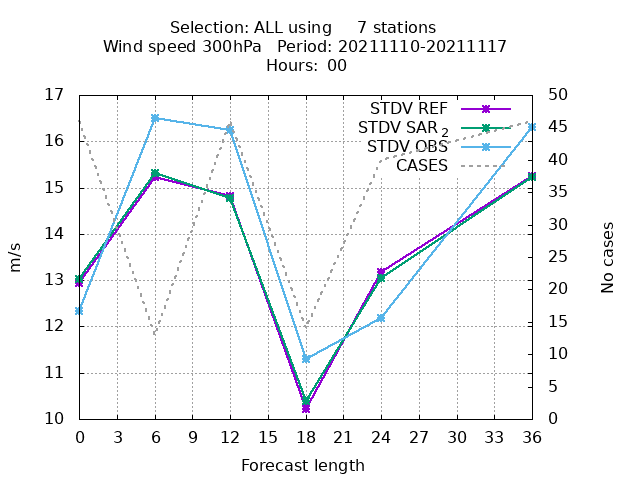 Selection: ALL using     7 stations
Wind speed 300hPa   Period: 20211110-20211117
Hours: 00
17 50
STDV REF
45
STDV SAR 2
16
STDV OBS
40
CASES
15 35
30
14
25
13 20
15
12
10
11
5
10 0
0 3 6 9 12 15 18 21 24 27 30 33 36
Forecast length
m/s
No cases